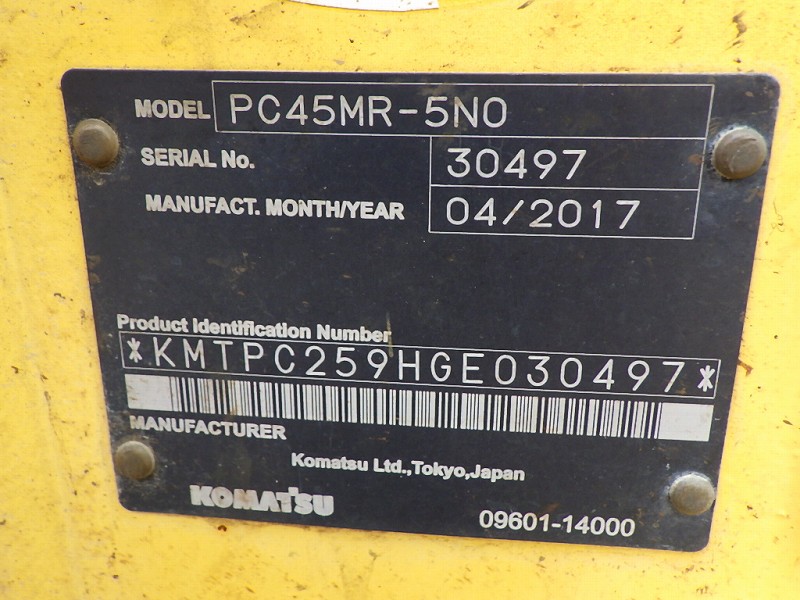 MODEL PC45MR-5N0
SERIAL No. 30497
MANUFACT. MONTH/YEAR 04/2017
Product Identification Number
*KMTPC259HGE030497*
MANUFACTURER
Komatsu Ltd.,Tokyo,Japan
KOMATSU
09601-14000